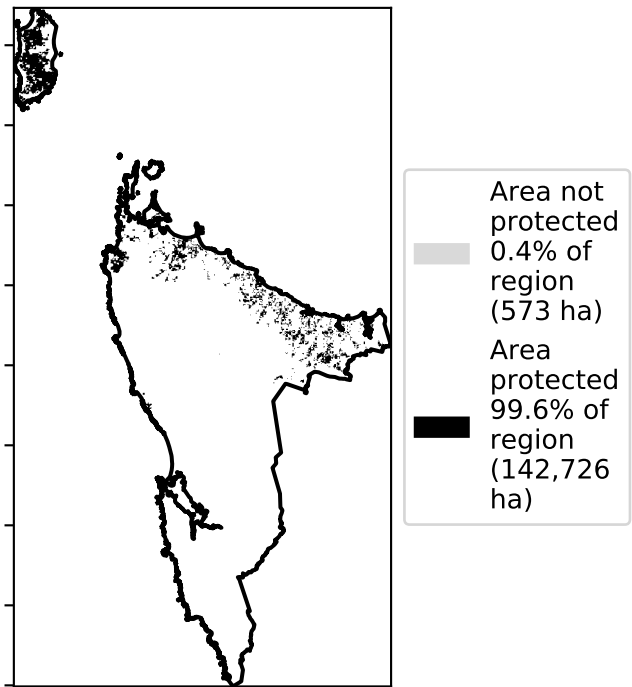 Area not
protected
0.4% of
region
(573 ha)
Area
protected
99.6% of
region
(142,726
ha)